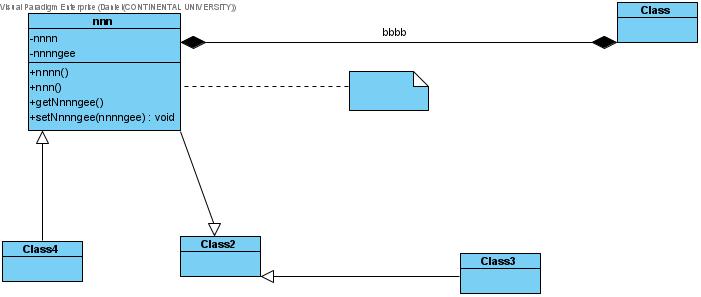 Visual Paradigm Enterprise (Daniel(CONTINENTAL UNIVERSITY))
nnn
-nnnn
-nnnngee
+nnnn()
+nnn()
+getNnnngee()
+setNnnngee(nnnngee) : void
bbbb
Class
Class4
Class2
Class3